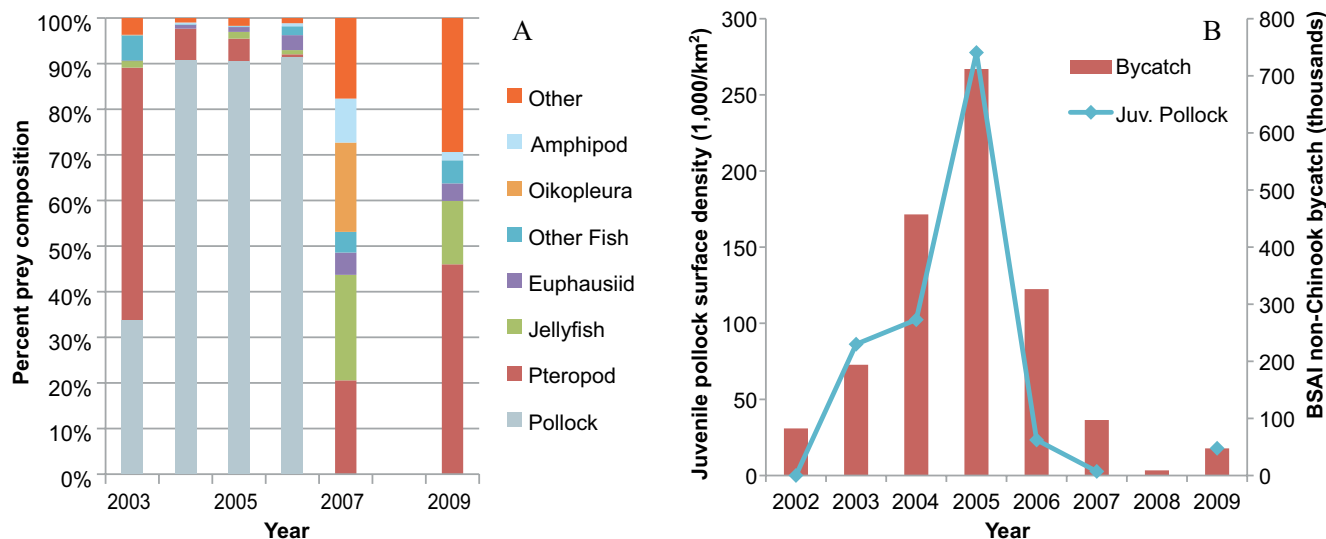 A
Percent prey composition
100%
90%
80%
70%
60%
50%
40%
30%
20%
10%
0%
2003
2005
2007
2009
Year
Other
Amphipod
Oikopleura
Other Fish
Euphausiid
Jellyfish
Pteropod
Pollock
B
Juvenile pollock surface density (1,000/km²)
300
250
200
150
100
50
0
Bycatch
Juv. Pollock
800
700
600
500
400
300
200
100
0
BSAI non-Chinook bycatch (thousands)
2002
2003
2004
2005
2006
2007
2008
2009
Year